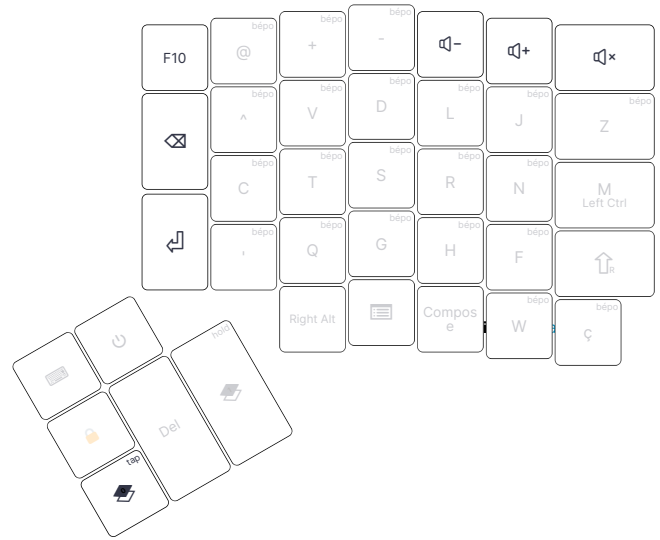 bépo
bépo
bépo
F10
@
+
-
bépo
bépo
bépo
bépo
bépo
bépo
^
V
D
L
J
Z
bépo
bépo
bépo
bépo
bépo
C
T
S
R
N
M
Left Ctrl
bépo
bépo
bépo
bépo
bépo
,
Q
G
H
F
R
bépo
bépo
Right Alt
Compos
e
W
ç
hold
Del
tap